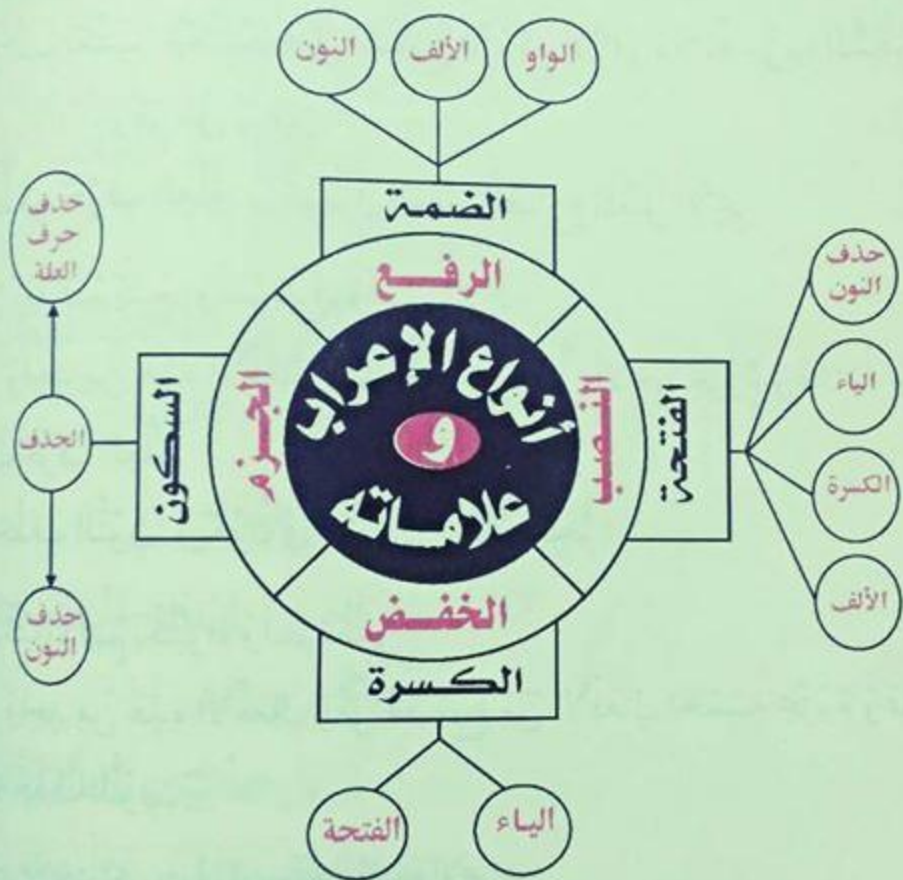 الواو
الألف
النون
الضمة
الرفع
أنواع الإعراب
و
علاماته
النصب
الفتحة
حذف
النون
الياء
الكسرة
الألف
الخفض
الكسرة
الياء
الفتحة
الجزم
السكون
الحذف
حذف
حرف
العلة
حذف
النون